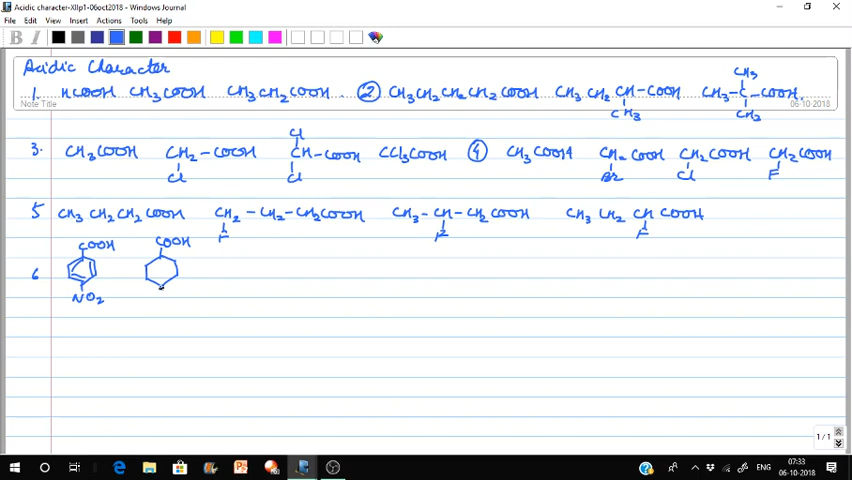 Acidic character-XIIp1-06oct2018 - Windows Journal
File Edit View Insert Actions Tools Help
B I
Acidic Character
CH3
1. HCOOH CH3COOH CH3CH2COOH . ② CH3CH2CH2CH2COOH CH3 CH2 CH-COOH CH3-C-COOH.
Note Title 06-10-2018
CH3 CH3
Cl
3. CH3COOH CH2-COOH CH-COOH CCl3COOH ④ CH3COOH CH2 COOH CH2COOH CH2COOH
Cl Cl Br Cl F
5 CH3 CH2CH2COOH CH2-CH2-CH2COOH CH3-CH-CH2COOH CH3 CH2 CH COOH
F F F
COOH COOH
6
NO2
1/1
ENG 07:33
06-10-2018